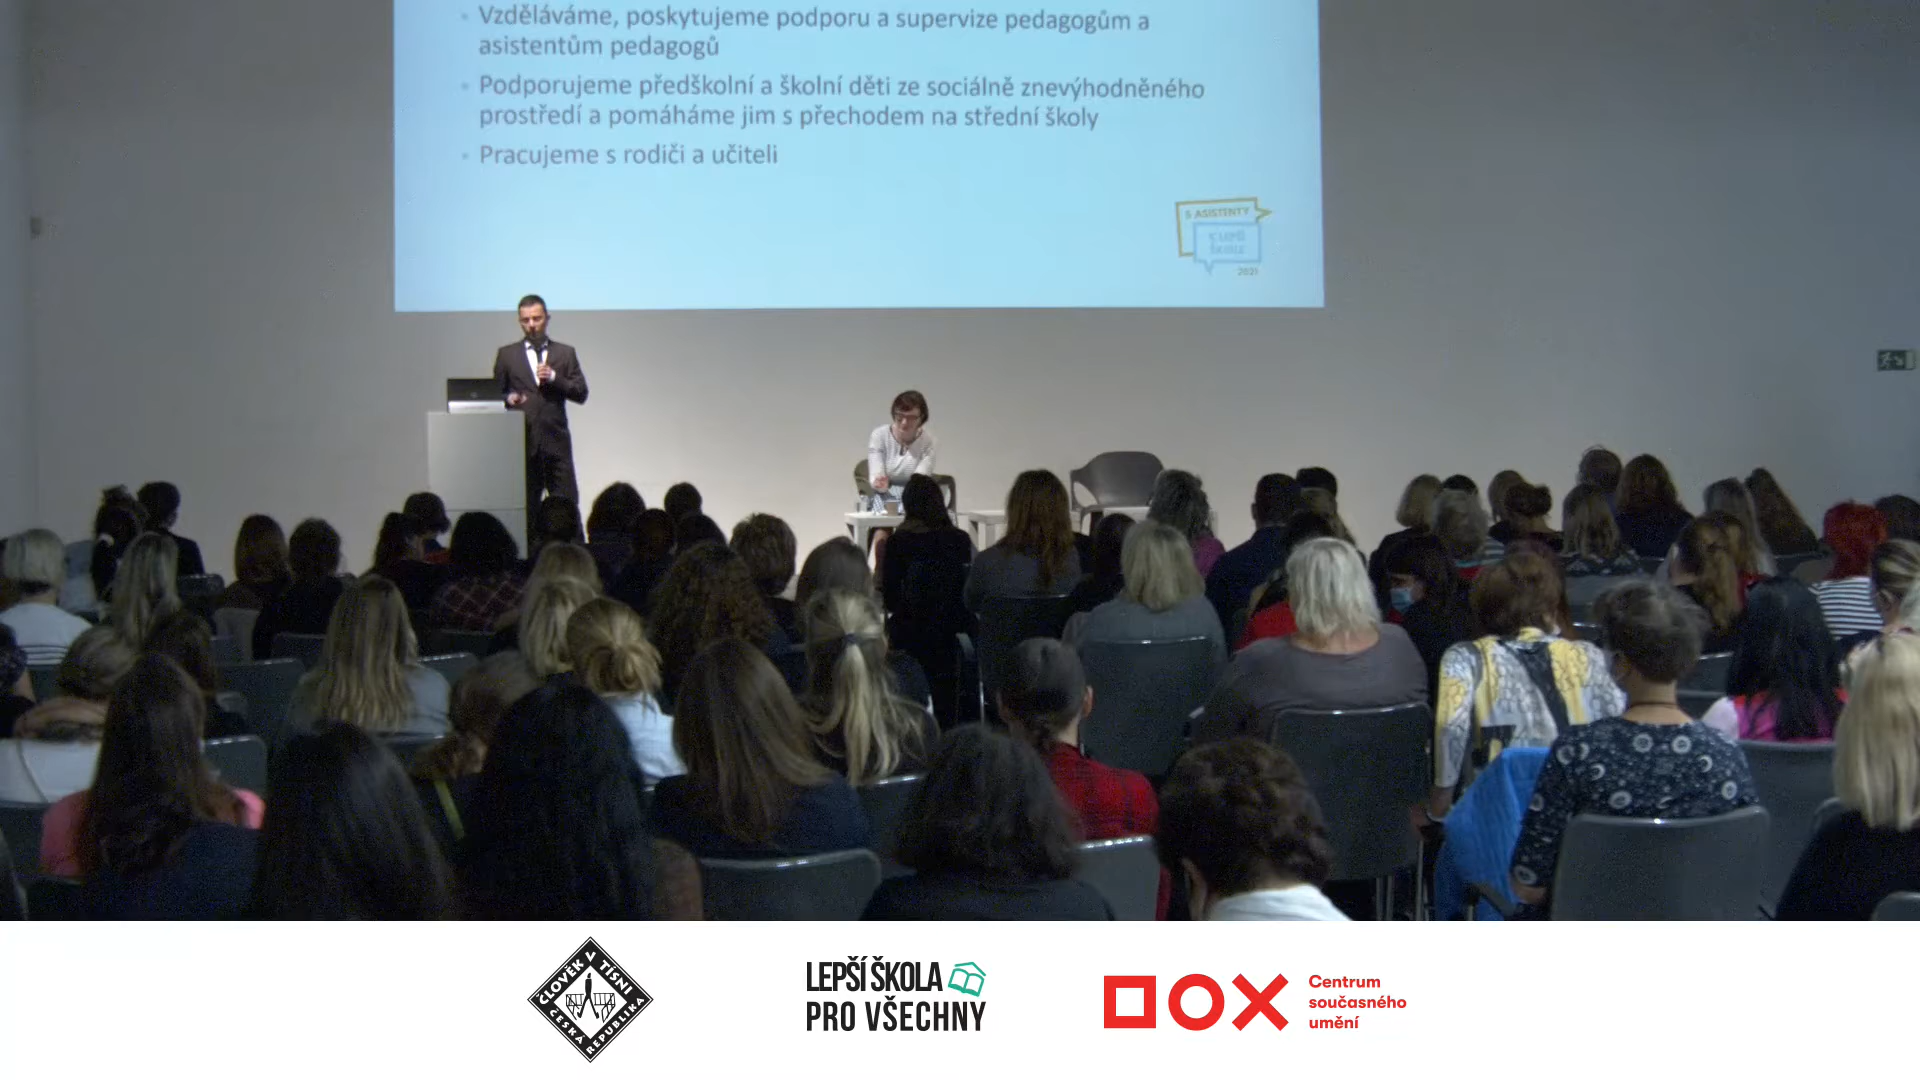 Vzděláváme, poskytujeme podporu a supervize pedagogům a
asistentům pedagogů
Podporujeme předškolní a školní děti ze sociálně znevýhodněného
prostředí a pomáháme jim s přechodem na střední školy
Pracujeme s rodiči a učiteli
S ASISTENTY
2021
ČLOVĚK V TÍSNI
ČESKÁ REPUBLIKA
LEPŠÍ ŠKOLA
PRO VŠECHNY
DOX
Centrum
současného
umění